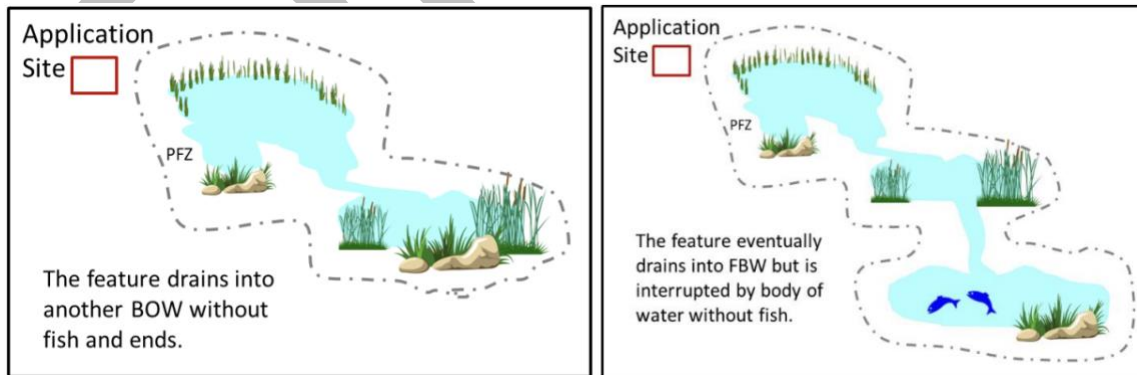 Application
Site
PFZ
The feature drains into
another BOW without
fish and ends.
Application
Site
PFZ
The feature eventually
drains into FBW but is
interrupted by body of
water without fish.